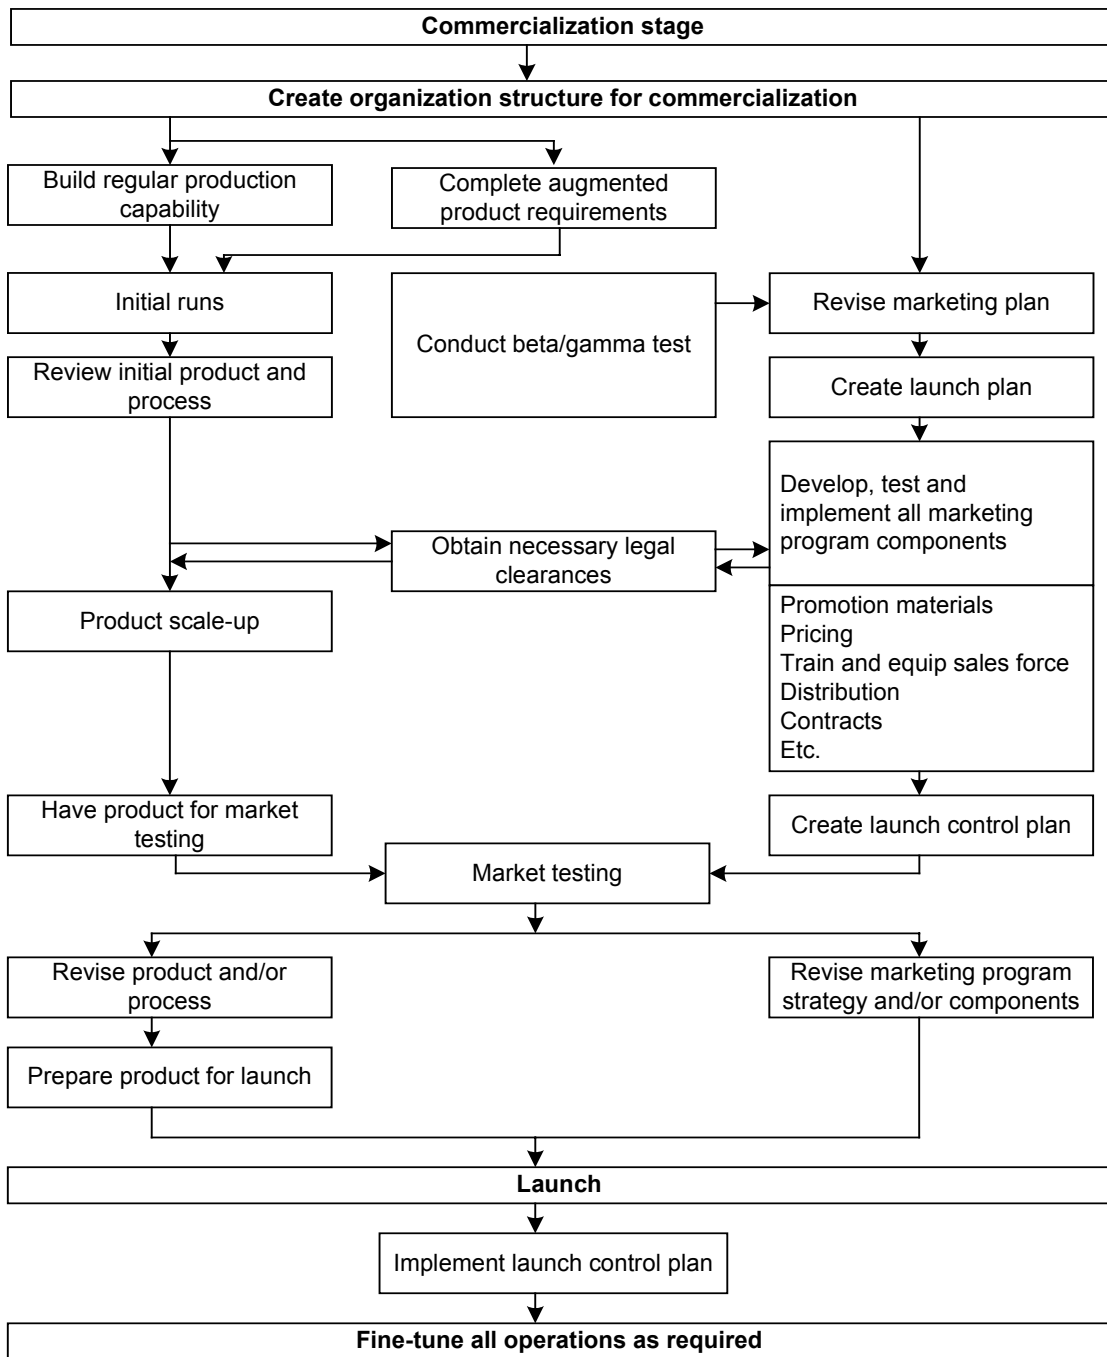 Commercialization stage
Create organization structure for commercialization
Build regular production
capability
Complete augmented
product requirements
Initial runs
Conduct beta/gamma test
Revise marketing plan
Review initial product and
process
Create launch plan
Develop, test and
implement all marketing
program components
Obtain necessary legal
clearances
Product scale-up
Promotion materials
Pricing
Train and equip sales force
Distribution
Contracts
Etc.
Have product for market
testing
Create launch control plan
Market testing
Revise product and/or
process
Revise marketing program
strategy and/or components
Prepare product for launch
Launch
Implement launch control plan
Fine-tune all operations as required